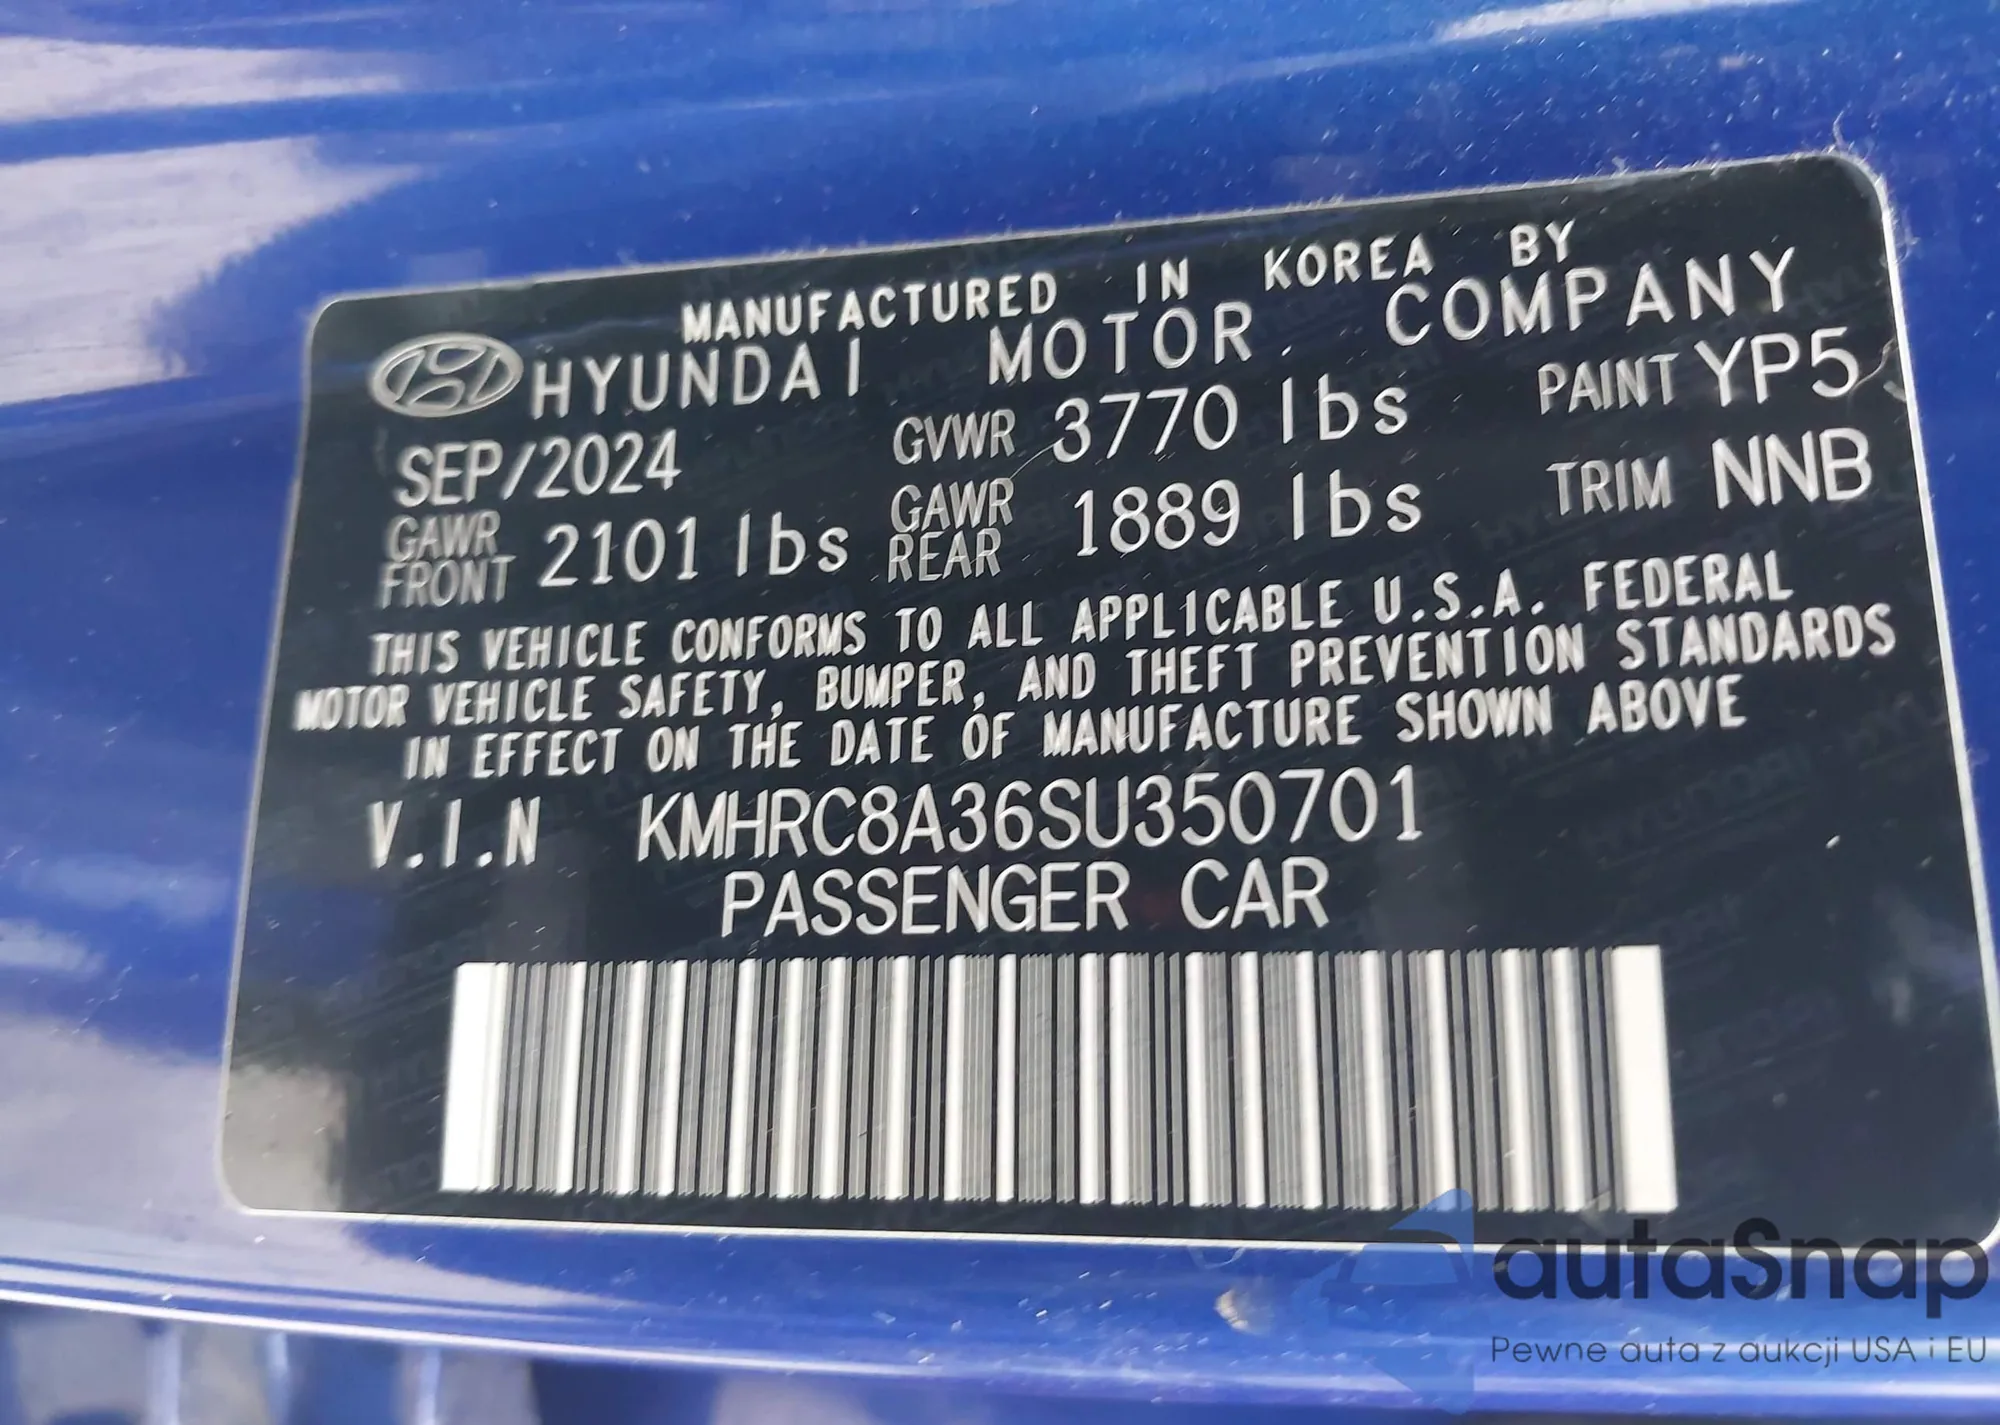 MANUFACTURED IN KOREA BY
HYUNDAI MOTOR COMPANY
SEP/2024 GVWR 3770 lbs PAINT YP5
GAWR FRONT 2101 lbs GAWR REAR 1889 lbs TRIM NNB
THIS VEHICLE CONFORMS TO ALL APPLICABLE U.S.A. FEDERAL
MOTOR VEHICLE SAFETY, BUMPER, AND THEFT PREVENTION STANDARDS
IN EFFECT ON THE DATE OF MANUFACTURE SHOWN ABOVE
V.I.N KMHRC8A36SU350701
PASSENGER CAR
autaSnap
Pewne auta z aukcji USA i EU